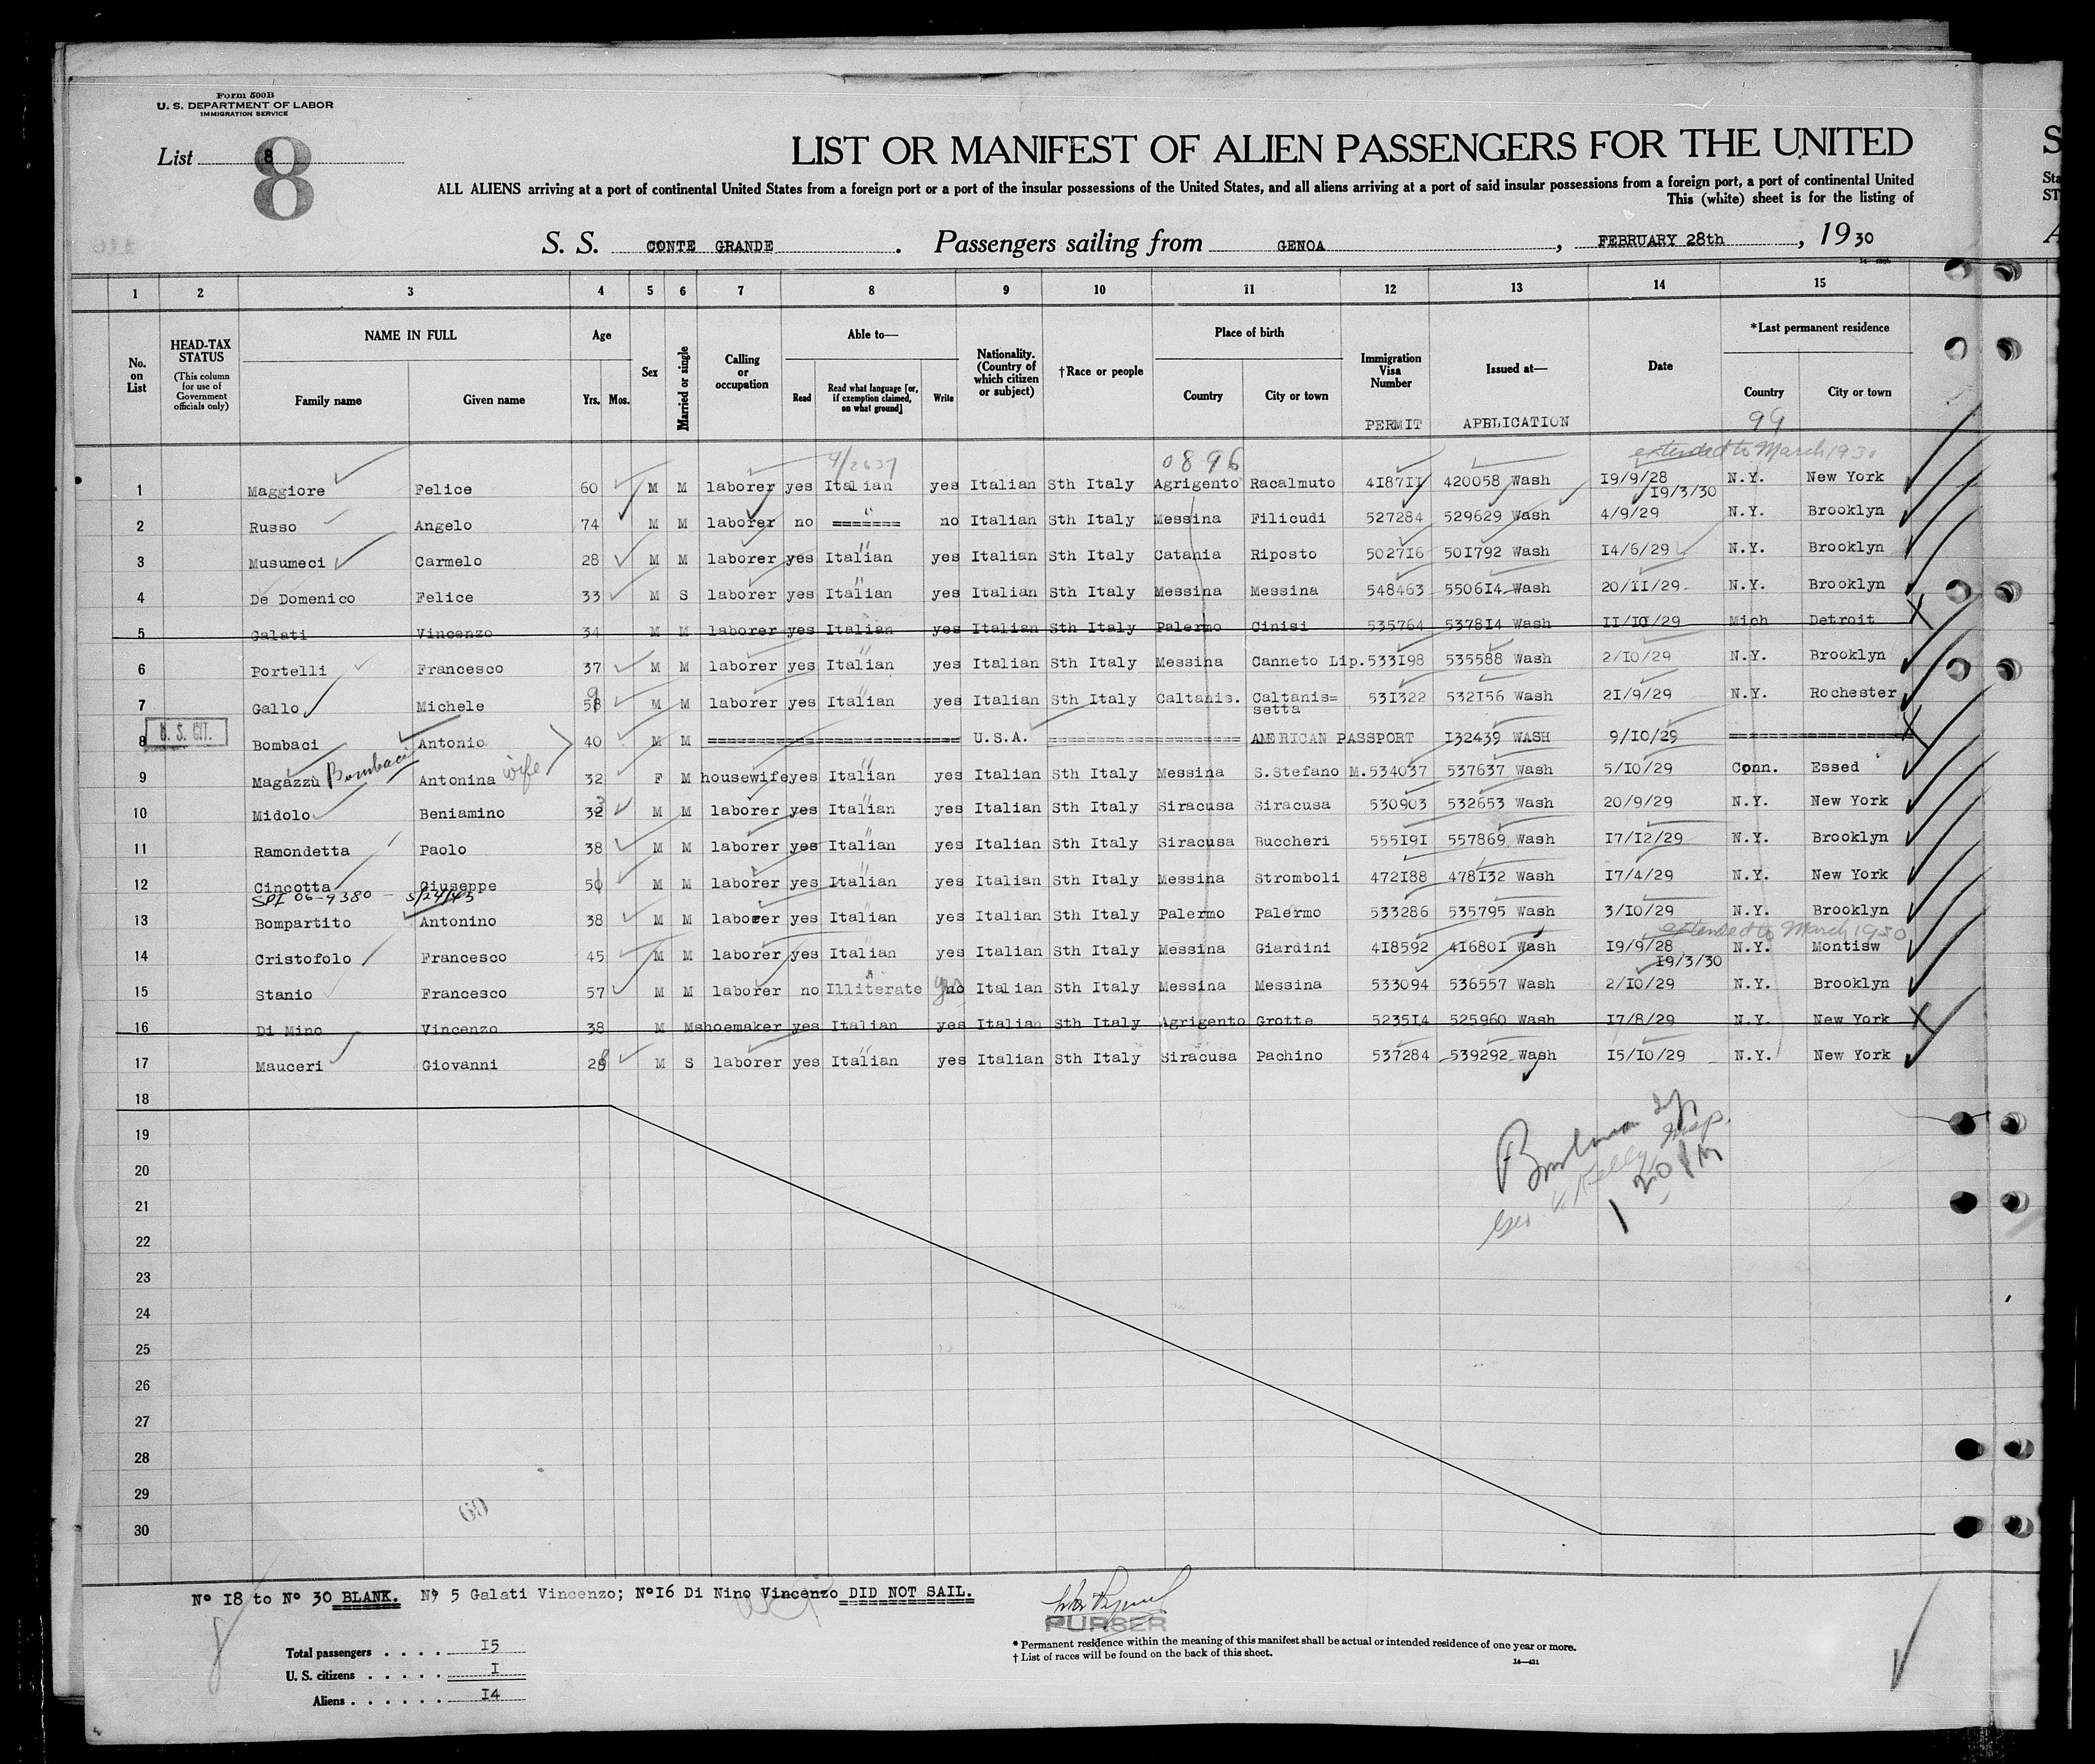 Form 500B
U. S. DEPARTMENT OF LABOR
IMMIGRATION SERVICE
List 8
8
LIST OR MANIFEST OF ALIEN PASSENGERS FOR THE UNITED
ALL ALIENS arriving at a port of continental United States from a foreign port or a port of the insular possessions of the United States, and all aliens arriving at a port of said insular possessions from a foreign port, a port of continental United
This (white) sheet is for the listing of
S. S. CONTE GRANDE . Passengers sailing from GENOA , FEBRUARY 28th , 19 30
1 2 3 4 5 6 7 8 9 10 11 12 13 14 15
No. on List
HEAD-TAX STATUS (This column for use of Government officials only)
NAME IN FULL Family name Given name
Age Yrs. Mos.
Sex
Married or single
Calling or occupation
Able to— Read Read what language [or, if exemption claimed, on what ground] Write
Nationality. (Country of which citizen or subject)
†Race or people
Place of birth Country City or town
Immigration Visa Number PERMIT
Issued at— APPLICATION
Date
*Last permanent residence Country City or town
99
4/2637 0896 extended to March 193
1 Maggiore Felice 60 M M laborer yes Italian yes Italian Sth Italy Agrigento Racalmuto 418711 420058 Wash 19/9/28 N.Y. New York
19/3/30
2 Russo Angelo 74 M M laborer no ======= no Italian Sth Italy Messina Filicudi 527284 529629 Wash 4/9/29 N.Y. Brooklyn
3 Musumeci Carmelo 28 M M laborer yes Italian yes Italian Sth Italy Catania Riposto 502716 501792 Wash 14/6/29 N.Y. Brooklyn
4 De Domenico Felice 33 M S laborer yes Italian yes Italian Sth Italy Messina Messina 548463 550614 Wash 20/11/29 N.Y. Brooklyn
5 Galati Vincenzo 34 M M laborer yes Italian yes Italian Sth Italy Palermo Cinisi 535764 537814 Wash 11/10/29 Mich Detroit X
6 Portelli Francesco 37 M M laborer yes Italian yes Italian Sth Italy Messina Canneto Lip. 533198 535588 Wash 2/10/29 N.Y. Brooklyn
7 Gallo Michele 58 M M laborer yes Italian yes Italian Sth Italy Caltanis. Caltanis= setta 531322 532156 Wash 21/9/29 N.Y. Rochester
8 U. S. CIT. Bombaci Antonio 40 M M ======= U.S.A. ======= AMERICAN PASSPORT 132439 WASH 9/10/29 ======= X
9 Magazzù Bombaci Antonina wife 32 F M housewife yes Italian yes Italian Sth Italy Messina S.Stefano M. 534037 537637 Wash 5/10/29 Conn. Essed
10 Midolo Beniamino 32 M M laborer yes Italian yes Italian Sth Italy Siracusa Siracusa 530903 532653 Wash 20/9/29 N.Y. New York
11 Ramondetta Paolo 38 M M laborer yes Italian yes Italian Sth Italy Siracusa Buccheri 555191 557869 Wash 17/12/29 N.Y. Brooklyn
12 Cincotta Giuseppe 50 M M laborer yes Italian yes Italian Sth Italy Messina Stromboli 472188 478132 Wash 17/4/29 N.Y. New York
SPI 06-9380 - 5/24/43
13 Bompartito Antonino 38 M M laborer yes Italian yes Italian Sth Italy Palermo Palermo 533286 535795 Wash 3/10/29 N.Y. Brooklyn
extended to March 1930
14 Cristofolo Francesco 45 M M laborer yes Italian yes Italian Sth Italy Messina Giardini 418592 416801 Wash 19/9/28 N.Y. Montisw
19/3/30
15 Stanio Francesco 57 M M laborer no Illiterate no Italian Sth Italy Messina Messina 533094 536557 Wash 2/10/29 N.Y. Brooklyn
16 Di Mino Vincenzo 38 M M shoemaker yes Italian yes Italian Sth Italy Agrigento Grotte 523514 525960 Wash 17/8/29 N.Y. New York X
17 Mauceri Giovanni 28 M S laborer yes Italian yes Italian Sth Italy Siracusa Pachino 537284 539292 Wash 15/10/29 N.Y. New York
18
19
20
21
22
23
24
25
26
27
28
29
30
60
Nº 18 to Nº 30 BLANK. Nº 5 Galati Vincenzo; Nº16 Di Nino Vincenzo DID NOT SAIL.
PURSER
Total passengers . . . . 15
U. S. citizens . . . . . 1
Aliens . . . . . . 14
* Permanent residence within the meaning of this manifest shall be actual or intended residence of one year or more.
† List of races will be found on the back of this sheet.
14—431